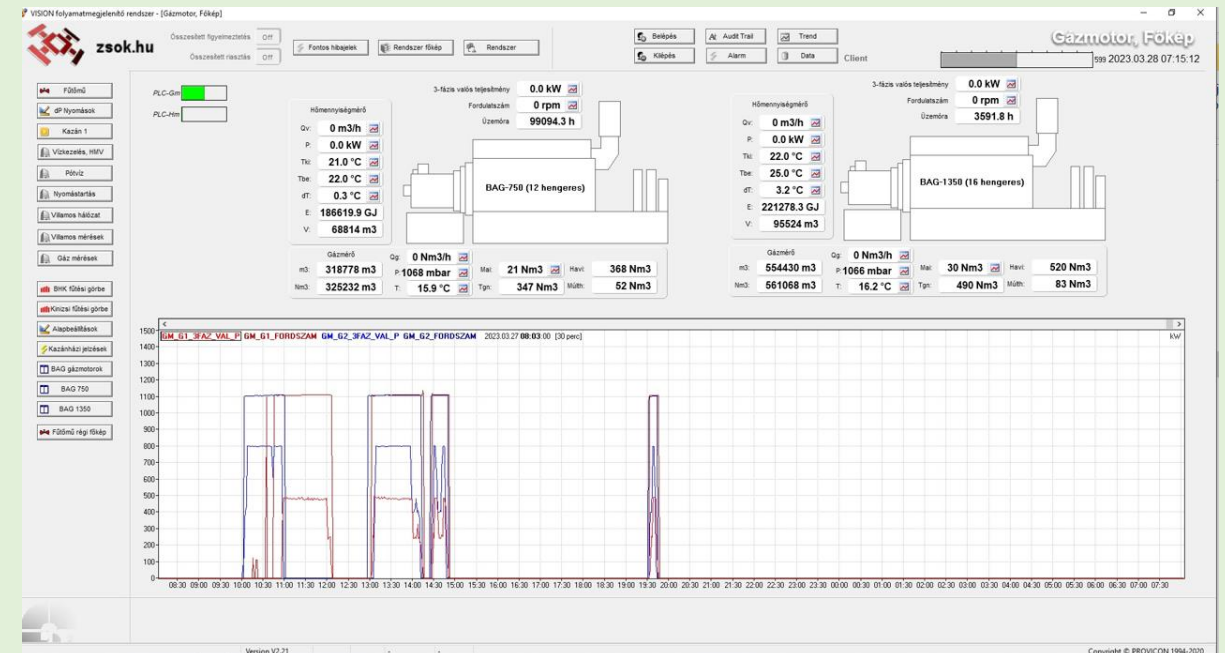 VISION folyamatmegjelenítő rendszer - [Gázmotor, Főkép]
zsok.hu
Összesített figyelmeztetés Off
Összesített riasztás Off
Fontos hibajelek
Rendszer főkép
Rendszer
Belépés
Audit Trail
Trend
Kilépés
Alarm
Data
Client
Gázmotor, Főkép
599 2023.03.28 07:15:12
Fűtőmű
dP Nyomások
Kazán 1
Vízkezelés, HMV
Pótvíz
Nyomástartás
Villamos hálózat
Villamos mérések
Gáz mérések
BHK fűtési görbe
Kinizsi fűtési görbe
Alapbeállítások
Kazánházi jelzések
BAG gázmotorok
BAG 750
BAG 1350
Fűtőmű régi főkép
PLC-Gm
PLC-Hm
Hőmennyiségmérő
Qv: 0 m3/h
P: 0.0 kW
Tki: 21.0 °C
Tbe: 22.0 °C
dT: 0.3 °C
E: 186619.9 GJ
V: 68814 m3
3-fázis valós teljesítmény 0.0 kW
Fordulatszám 0 rpm
Üzemóra 99094.3 h
BAG-750 (12 hengeres)
Gázmérő
m3: 318778 m3
Nm3: 325232 m3
Qg: 0 Nm3/h
P: 1068 mbar
T: 15.9 °C
Mai: 21 Nm3
Havi: 368 Nm3
Tgn: 347 Nm3
Múlth: 52 Nm3
Hőmennyiségmérő
Qv: 0 m3/h
P: 0.0 kW
Tki: 22.0 °C
Tbe: 25.0 °C
dT: 3.2 °C
E: 221278.3 GJ
V: 95524 m3
3-fázis valós teljesítmény 0.0 kW
Fordulatszám 0 rpm
Üzemóra 3591.8 h
BAG-1350 (16 hengeres)
Gázmérő
m3: 554430 m3
Nm3: 561068 m3
Qg: 0 Nm3/h
P: 1066 mbar
T: 16.2 °C
Mai: 30 Nm3
Havi: 520 Nm3
Tgn: 490 Nm3
Múlth: 83 Nm3
GM_G1_3FAZ_VAL_P GM_G1_FORDSZAM GM_G2_3FAZ_VAL_P GM_G2_FORDSZAM 2023.03.27 08:03:00 [30 perc]
kW
1500
1400
1300
1200
1100
1000
900
800
700
600
500
400
300
200
100
0
08:30 09:00 09:30 10:00 10:30 11:00 11:30 12:00 12:30 13:00 13:30 14:00 14:30 15:00 15:30 16:00 16:30 17:00 17:30 18:00 18:30 19:00 19:30 20:00 20:30 21:00 21:30 22:00 22:30 23:00 23:30 00:00 00:30 01:00 01:30 02:00 02:30 03:00 03:30 04:00 04:30 05:00 05:30 06:00 06:30 07:00 07:30
Version V2.21
Copyright © PROVICON 1994-2020